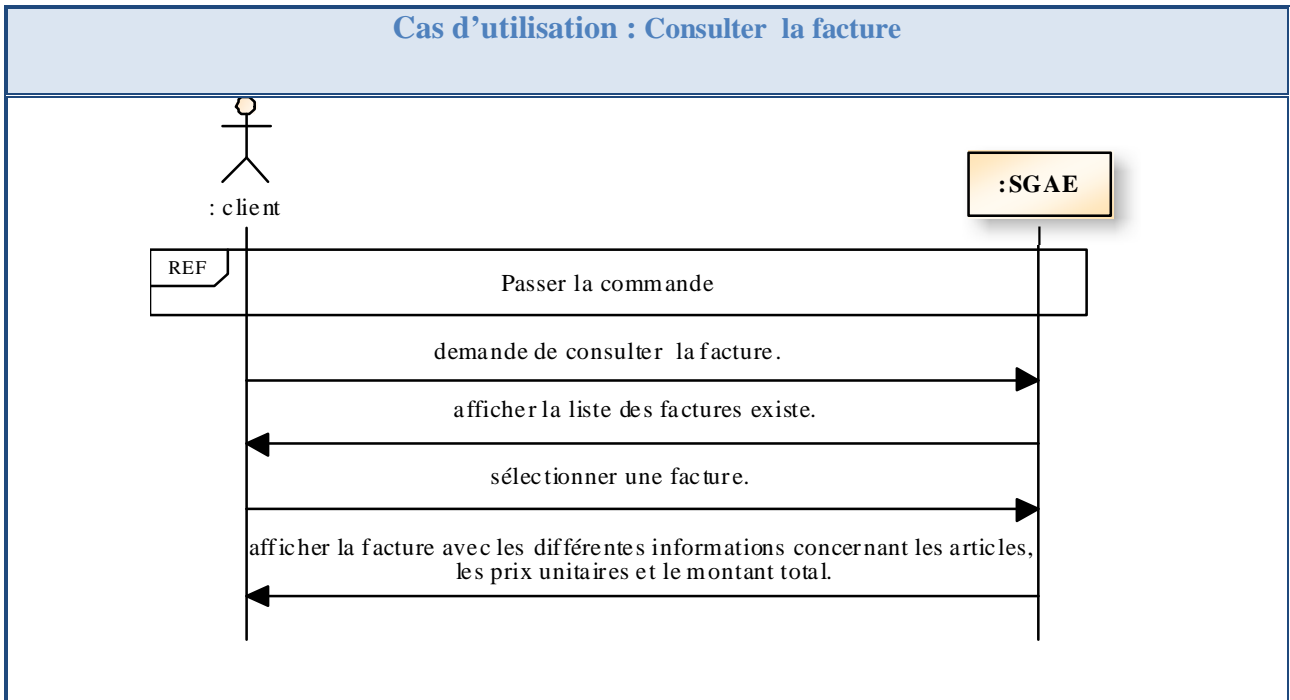 Cas d’utilisation : Consulter la facture
: client
:SGAE
REF
Passer la commande
demande de consulter la facture.
afficher la liste des factures existe.
sélectionner une facture.
afficher la facture avec les différentes informations concernant les articles,
les prix unitaires et le montant total.